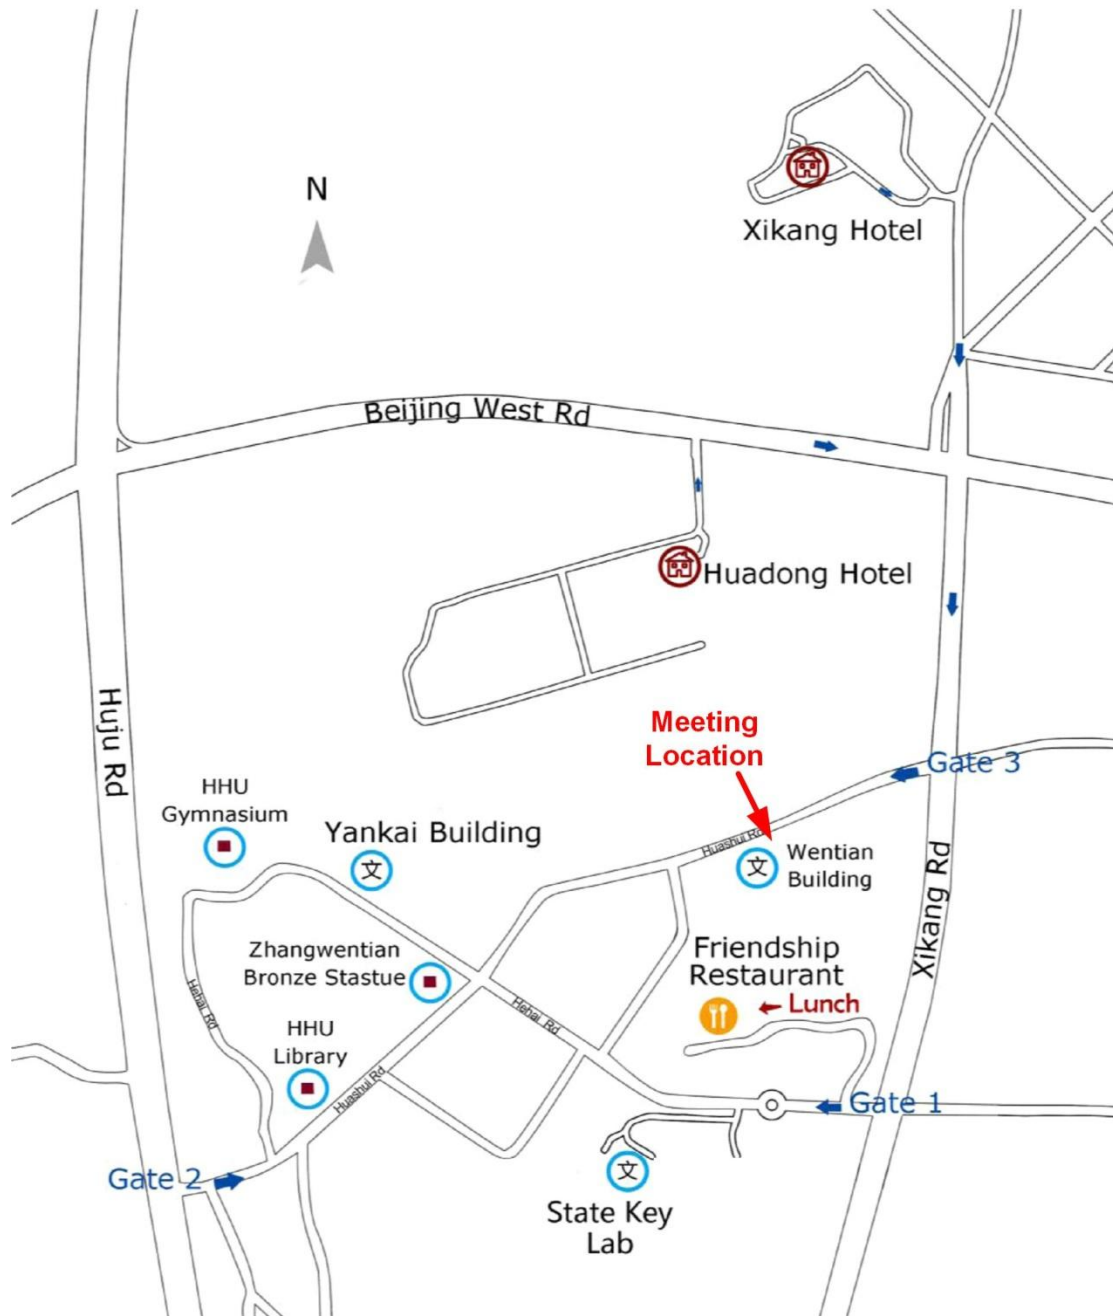 N
Xikang Hotel
Beijing West Rd
Huadong Hotel
Huju Rd
Meeting
Location
Gate 3
HHU
Gymnasium
Yankai Building
Huashui Rd
文
文
Wentian
Building
Xikang Rd
Zhangwentian
Bronze Stastue
Friendship
Restaurant
Lunch
Hehai Rd
Hehai Rd
HHU
Library
Huashui Rd
Gate 1
Gate 2
文
State Key
Lab